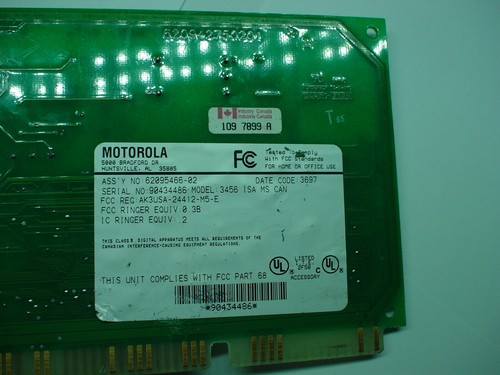 Industry Canada
Industrie Canada
109 7899 A
MOTOROLA
5000 BRADFORD DR
HUNTSVILLE, AL 35805
FC
Tested To Comply
With FCC Standards
FOR HOME OR OFFICE USE
ASS'Y NO:62095466-02 DATE CODE:3697
SERIAL NO:90434486 MODEL:3456 ISA MS CAN
FCC REG:AK3USA-24412-M5-E
FCC RINGER EQUIV:0.3B
IC RINGER EQUIV:.2
THIS CLASS B DIGITAL APPARATUS MEETS ALL REQUIREMENTS OF THE
CANADIAN INTERFERENCE-CAUSING EQUIPMENT REGULATIONS.
THIS UNIT COMPLIES WITH FCC PART 68
UL
LISTED
I.T.E.
ACCESSORY
C UL
*90434486*